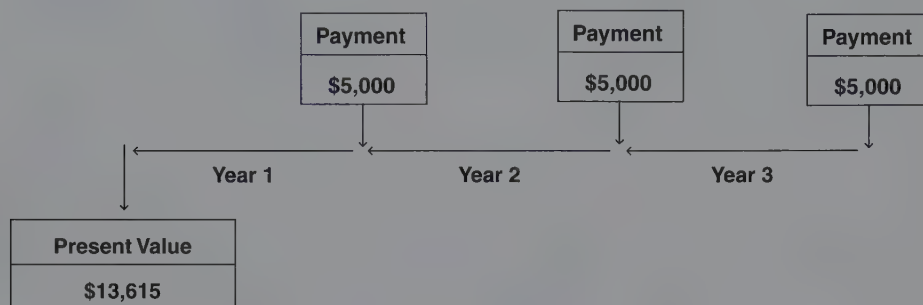 Payment
$5,000
Payment
$5,000
Payment
$5,000
Year 1
Year 2
Year 3
Present Value
$13,615